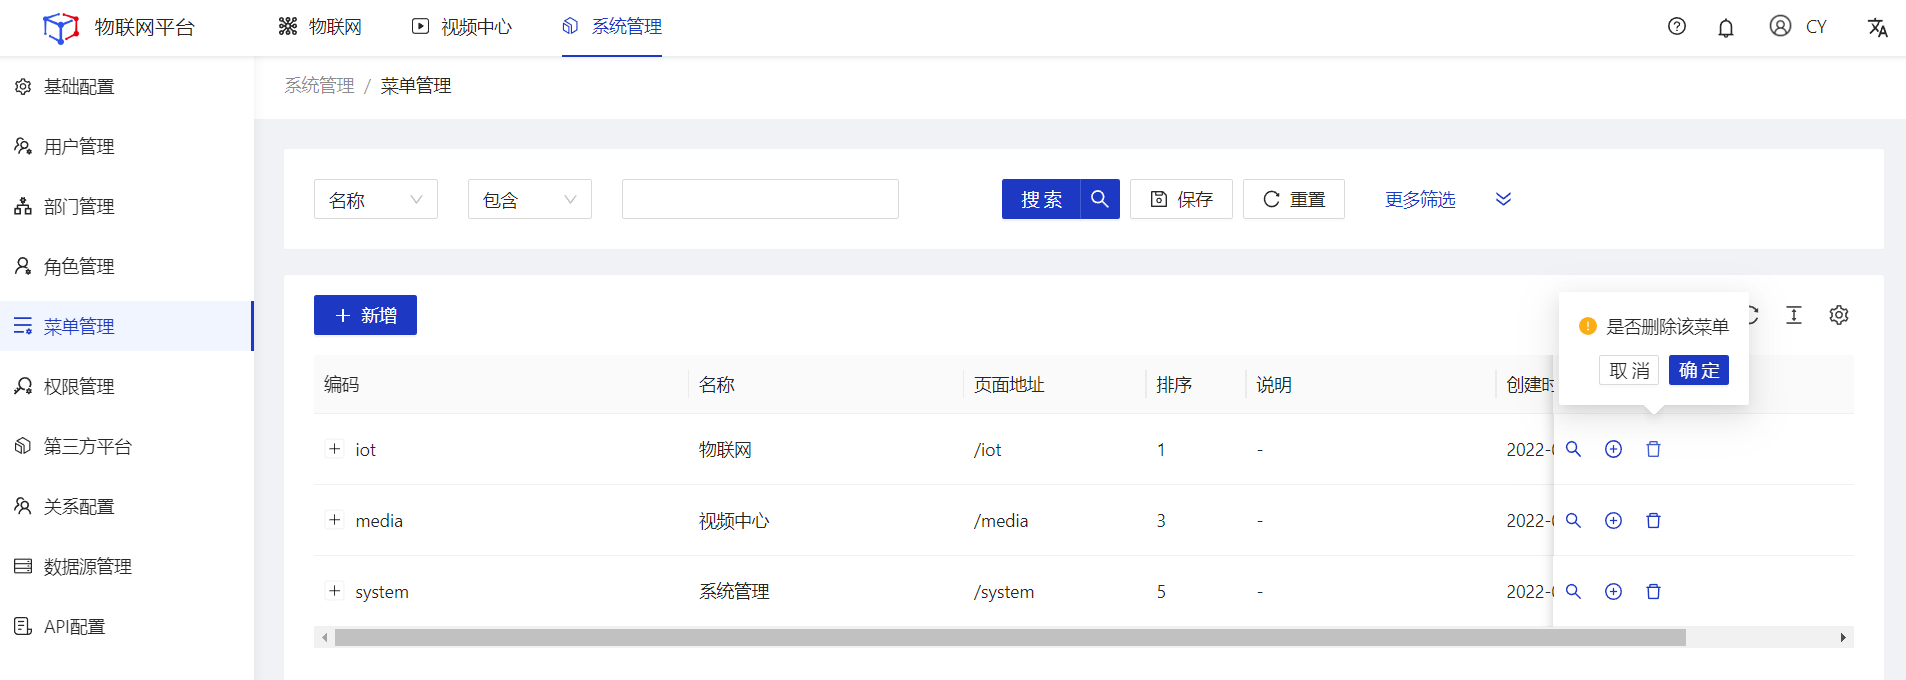 物联网平台
物联网
视频中心
系统管理
CY
基础配置
用户管理
部门管理
角色管理
菜单管理
权限管理
第三方平台
关系配置
数据源管理
API配置
系统管理 / 菜单管理
名称
包含
搜 索
保存
重置
更多筛选
新增
是否删除该菜单
取 消
确 定
编码 名称 页面地址 排序 说明 创建时
iot 物联网 /iot 1 - 2022-
media 视频中心 /media 3 - 2022-
system 系统管理 /system 5 - 2022-